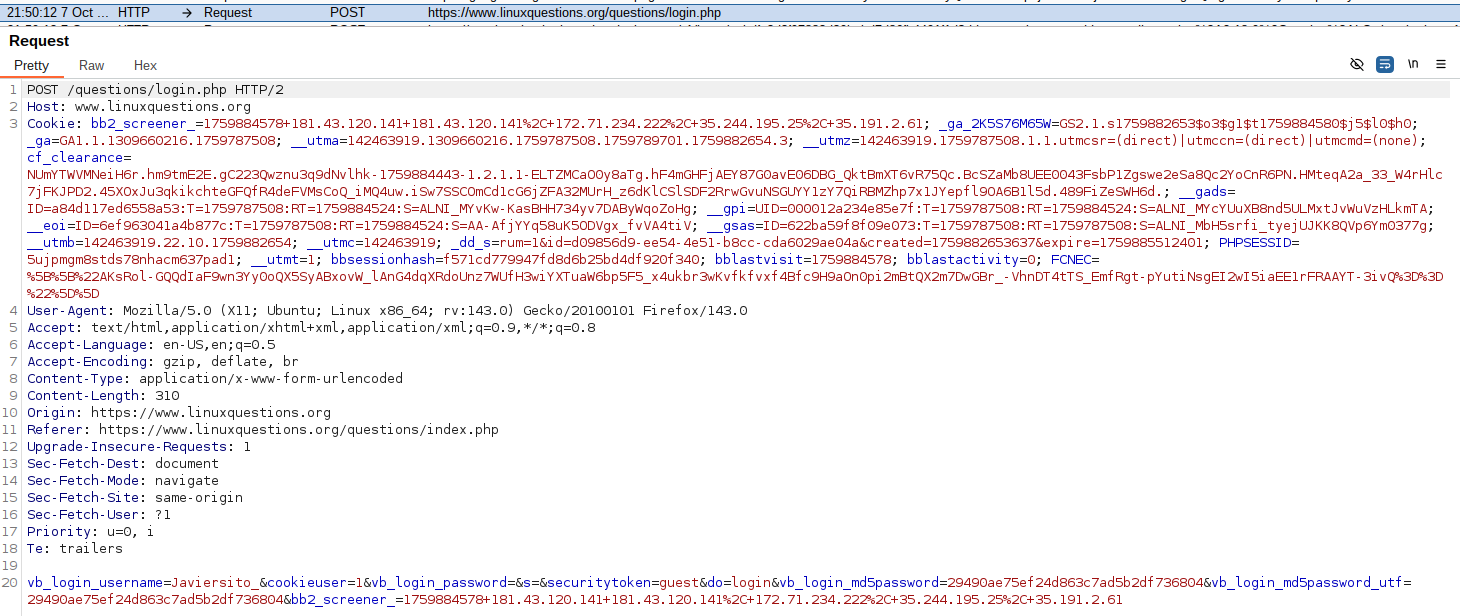 21:50:12 7 Oct ... HTTP → Request POST https://www.linuxquestions.org/questions/login.php
Request
Pretty Raw Hex
\n
1 POST /questions/login.php HTTP/2
2 Host: www.linuxquestions.org
3 Cookie: bb2_screener_=1759884578+181.43.120.141+181.43.120.141%2C+172.71.234.222%2C+35.244.195.25%2C+35.191.2.61; _ga_2K5S76M65W=GS2.1.s1759882653$o3$g1$t1759884580$j5$l0$h0;
_ga=GA1.1.1309660216.1759787508; __utma=142463919.1309660216.1759787508.1759789701.1759882654.3; __utmz=142463919.1759787508.1.1.utmcsr=(direct)|utmccn=(direct)|utmcmd=(none);
cf_clearance=
NUmYTWVMNeiH6r.hm9tmE2E.gC223Qwznu3q9dNvlhk-1759884443-1.2.1.1-ELTZMCaO0y8aTg.hF4mGHFjAEY87G0avE06DBG_QktBmXT6vR75Qc.BcSZaMb8UEE0043FsbP1Zgswe2eSa8Qc2YoCnR6PN.HMteqA2a_33_W4rHlc
7jFKJPD2.45XOxJu3qkikchteGFQfR4deFVMsCoQ_iMQ4uw.iSw7SSCOmCd1cG6jZFA32MUrH_z6dKlCSlSDF2RrwGvuNSGUYY1zY7QiRBMZhp7x1JYepfl9OA6B1l5d.489FiZeSWH6d.; __gads=
ID=a84d117ed6558a53:T=1759787508:RT=1759884524:S=ALNI_MYvKw-KasBHH734yv7DAByWqoZoHg; __gpi=UID=000012a234e85e7f:T=1759787508:RT=1759884524:S=ALNI_MYcYUuXB8nd5ULMxtJvWuVzHLkmTA;
__eoi=ID=6ef963041a4b877c:T=1759787508:RT=1759884524:S=AA-AfjYYq58uK5ODVgx_fvVA4tiV; __gsas=ID=622ba59f8f09e073:T=1759787508:RT=1759884524:S=ALNI_MbH5srfi_tyejUJKK8QVp6Ym0377g;
__utmb=142463919.22.10.1759882654; __utmc=142463919; _dd_s=rum=1&id=d09856d9-ee54-4e51-b8cc-cda6029ae04a&created=1759882653637&expire=1759885512401; PHPSESSID=
5ujpmgm8stds78nhacm637pad1; __utmt=1; bbsessionhash=f571cd779947fd8d6b25bd4df920f340; bblastvisit=1759884578; bblastactivity=0; FCNEC=
%5B%5B%22AKsRol-GQQdIaF9wn3Yy0oQX5SyABxovW_lAnG4dqXRdoUnz7WUfH3wiYXTuaW6bp5F5_x4ukbr3wKvfkfvxf4Bfc9H9aOn0pi2mBtQX2m7DwGBr_-VhnDT4tTS_EmfRgt-pYutiNsgEI2wI5iaEE1rFRAAYT-3ivQ%3D%3D
%22%5D%5D
4 User-Agent: Mozilla/5.0 (X11; Ubuntu; Linux x86_64; rv:143.0) Gecko/20100101 Firefox/143.0
5 Accept: text/html,application/xhtml+xml,application/xml;q=0.9,*/*;q=0.8
6 Accept-Language: en-US,en;q=0.5
7 Accept-Encoding: gzip, deflate, br
8 Content-Type: application/x-www-form-urlencoded
9 Content-Length: 310
10 Origin: https://www.linuxquestions.org
11 Referer: https://www.linuxquestions.org/questions/index.php
12 Upgrade-Insecure-Requests: 1
13 Sec-Fetch-Dest: document
14 Sec-Fetch-Mode: navigate
15 Sec-Fetch-Site: same-origin
16 Sec-Fetch-User: ?1
17 Priority: u=0, i
18 Te: trailers
19
20 vb_login_username=Javiersito_&cookieuser=1&vb_login_password=&s=&securitytoken=guest&do=login&vb_login_md5password=29490ae75ef24d863c7ad5b2df736804&vb_login_md5password_utf=
29490ae75ef24d863c7ad5b2df736804&bb2_screener_=1759884578+181.43.120.141+181.43.120.141%2C+172.71.234.222%2C+35.244.195.25%2C+35.191.2.61